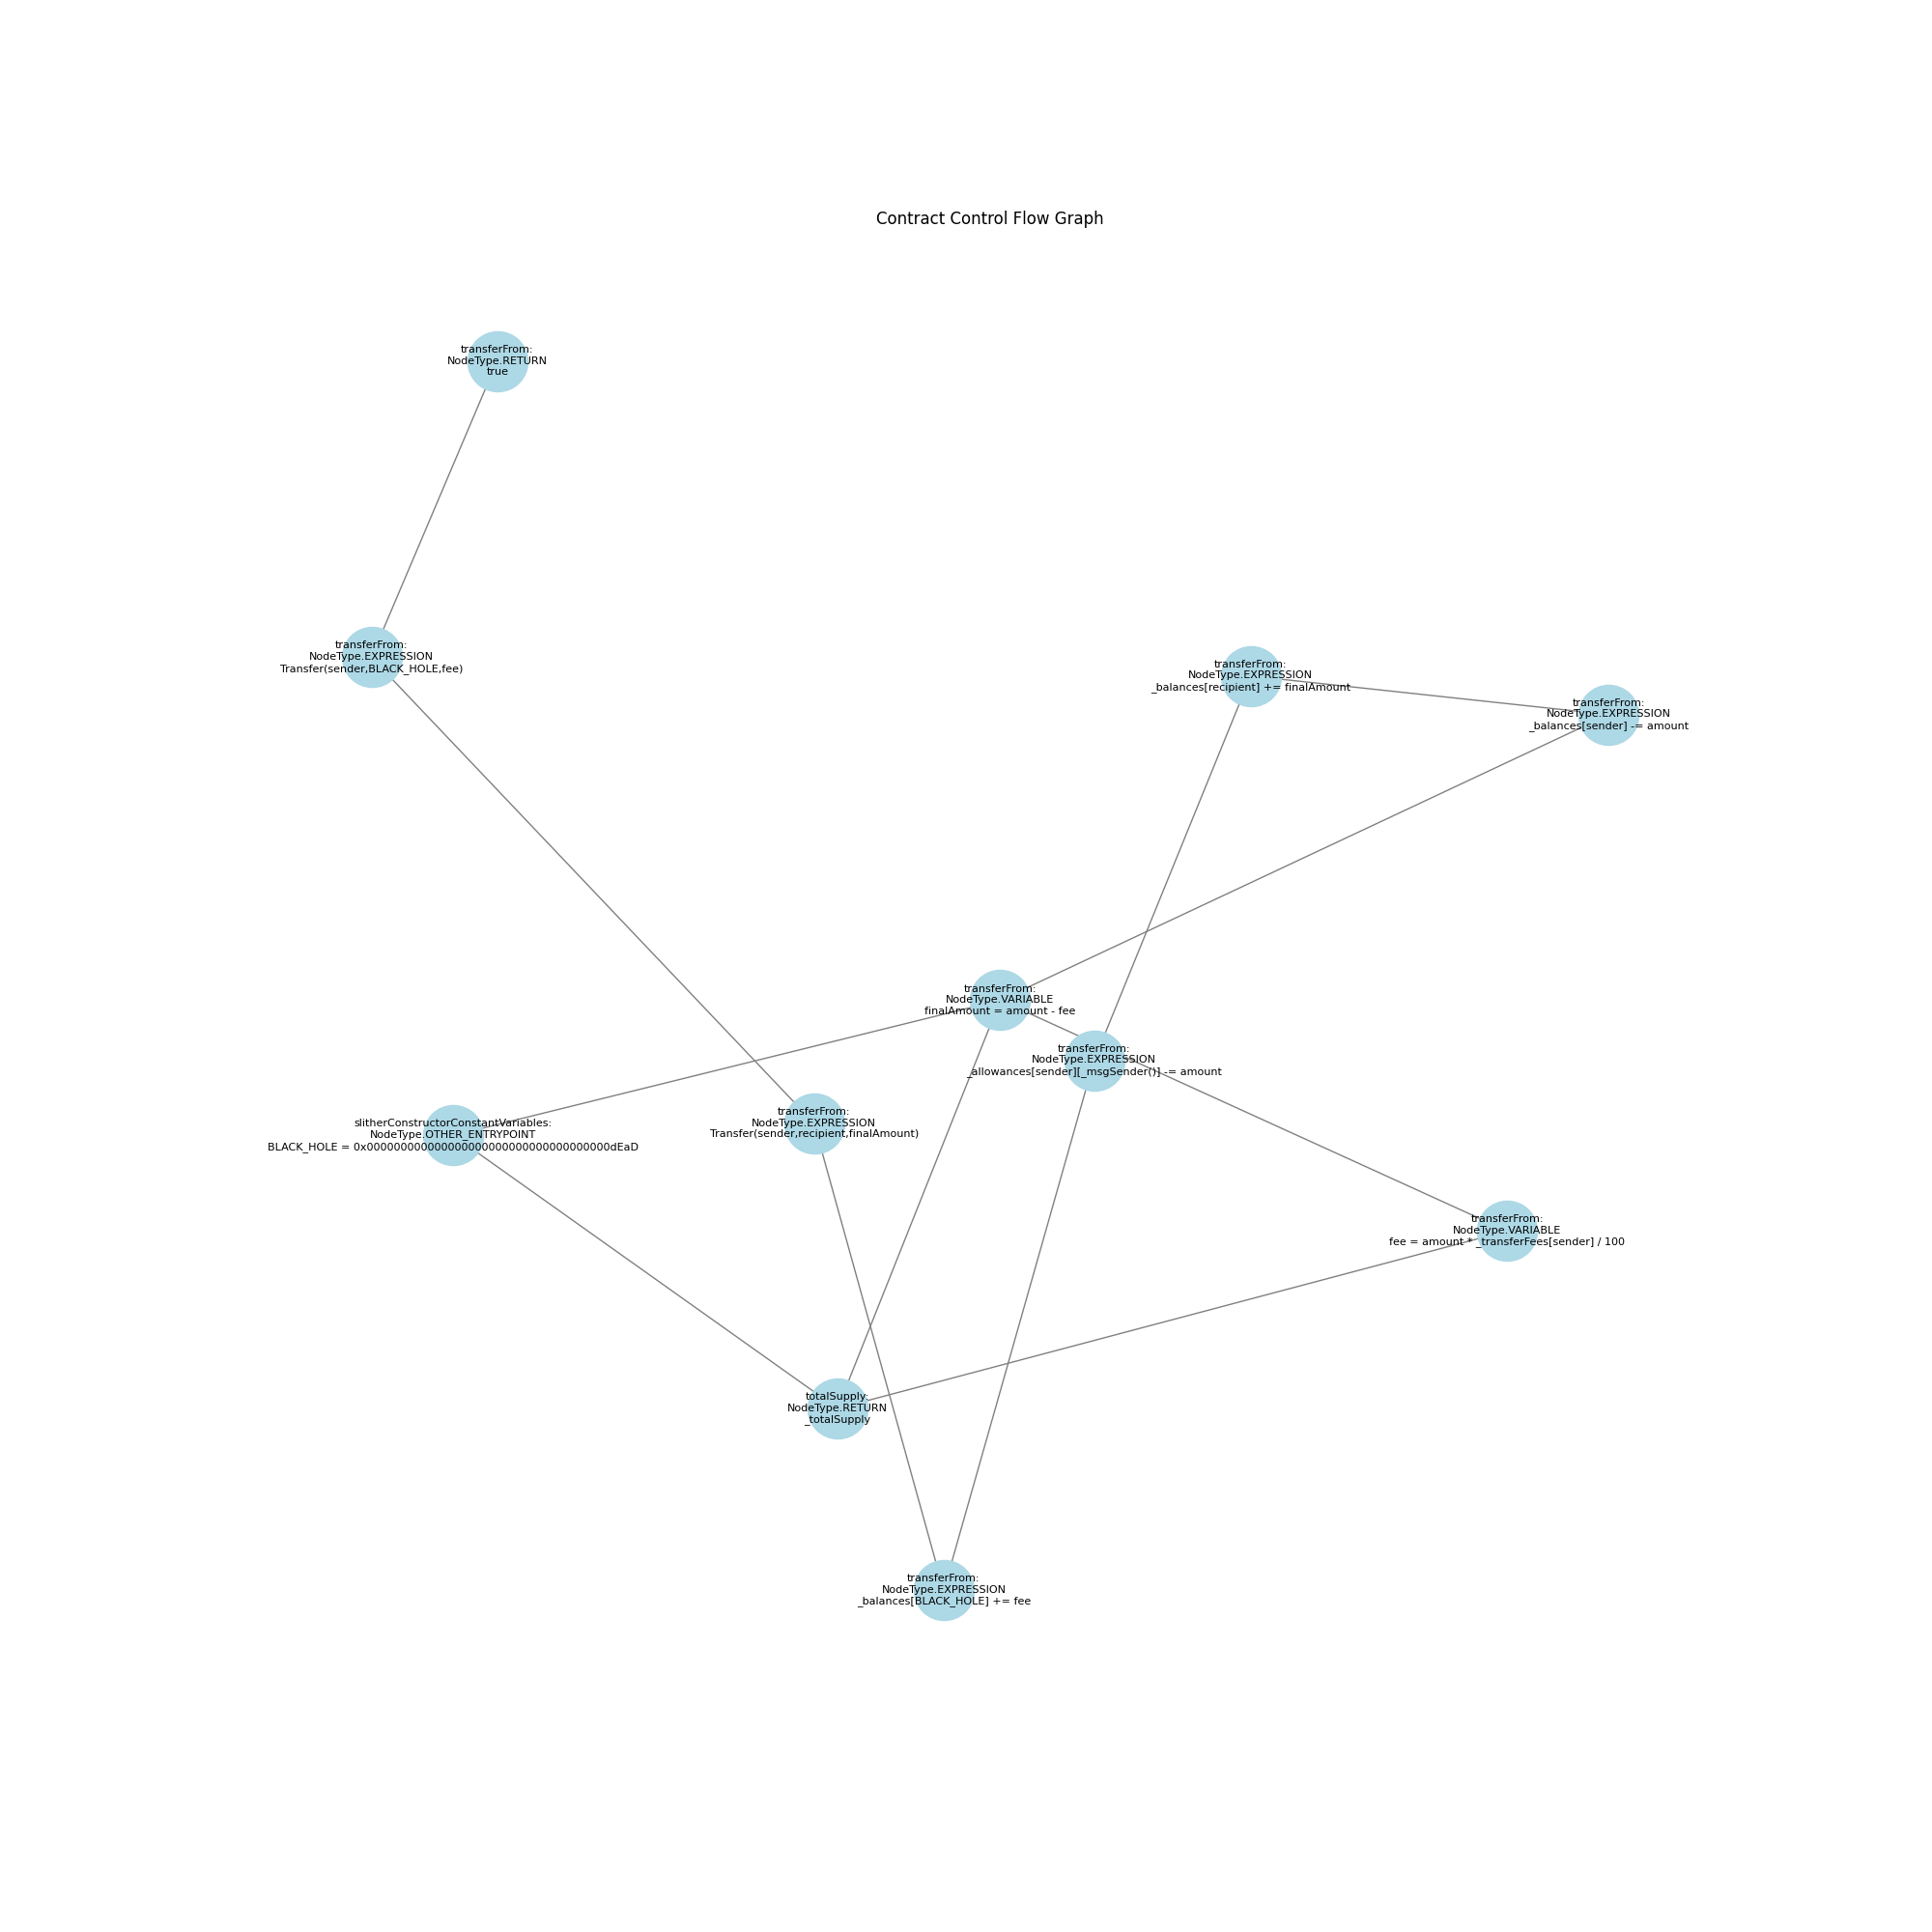 Contract Control Flow Graph
transferFrom:
NodeType.RETURN
true
transferFrom:
NodeType.EXPRESSION
Transfer(sender,BLACK_HOLE,fee)
transferFrom:
NodeType.EXPRESSION
_balances[recipient] += finalAmount
transferFrom:
NodeType.EXPRESSION
_balances[sender] -= amount
transferFrom:
NodeType.VARIABLE
finalAmount = amount - fee
transferFrom:
NodeType.EXPRESSION
_allowances[sender][_msgSender()] -= amount
slitherConstructorConstantVariables:
NodeType.OTHER_ENTRYPOINT
BLACK_HOLE = 0x000000000000000000000000000000000000dEaD
transferFrom:
NodeType.EXPRESSION
Transfer(sender,recipient,finalAmount)
transferFrom:
NodeType.VARIABLE
fee = amount * _transferFees[sender] / 100
totalSupply:
NodeType.RETURN
_totalSupply
transferFrom:
NodeType.EXPRESSION
_balances[BLACK_HOLE] += fee